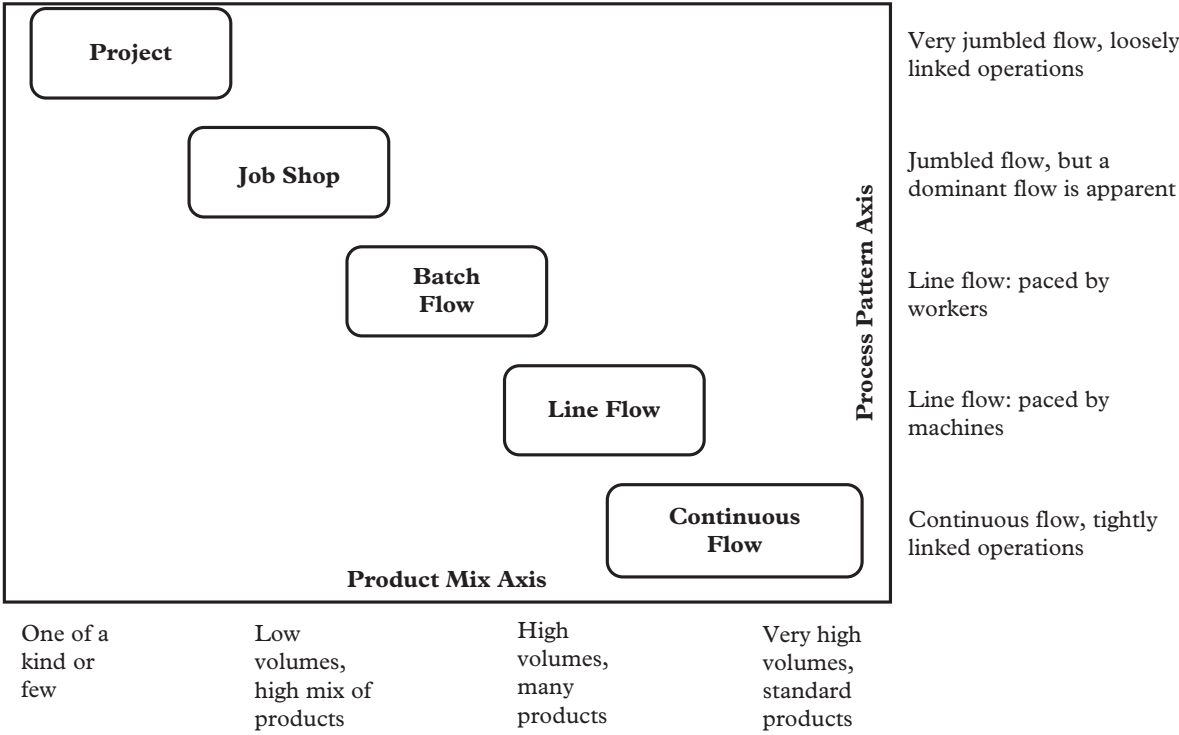 Project
Very jumbled flow, loosely
linked operations
Job Shop
Jumbled flow, but a
dominant flow is apparent
Process Pattern Axis
Batch
Flow
Line flow: paced by
workers
Line Flow
Line flow: paced by
machines
Continuous
Flow
Continuous flow, tightly
linked operations
Product Mix Axis
One of a
kind or
few
Low
volumes,
high mix of
products
High
volumes,
many
products
Very high
volumes,
standard
products